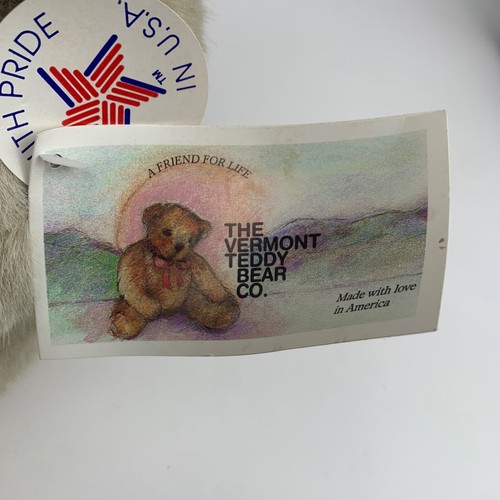 TH PRIDE
IN U.S.A.
TM
A FRIEND FOR LIFE
THE
VERMONT
TEDDY
BEAR
CO.
Made with love
in America